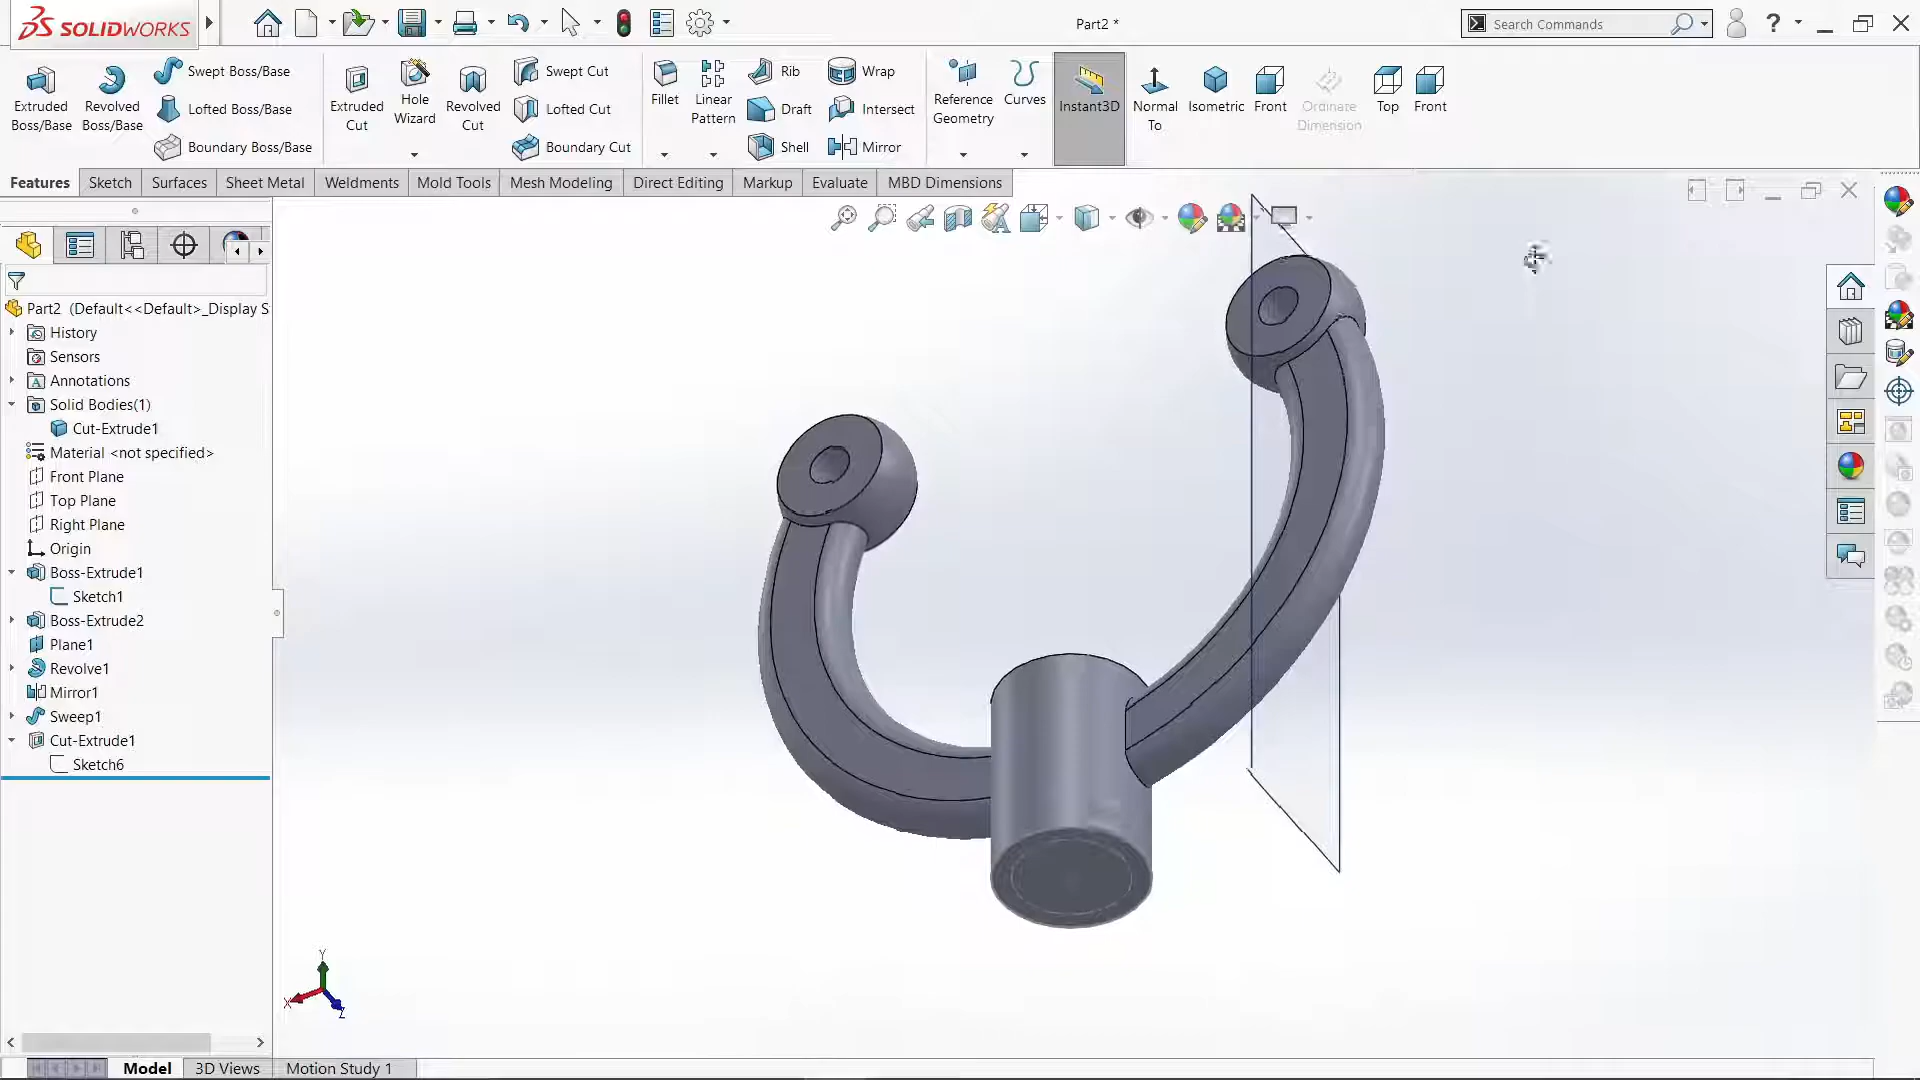 SOLIDWORKS
Part2 *
Search Commands
?
Extruded Boss/Base
Revolved Boss/Base
Swept Boss/Base
Lofted Boss/Base
Boundary Boss/Base
Extruded Cut
Hole Wizard
Revolved Cut
Swept Cut
Lofted Cut
Boundary Cut
Fillet
Linear Pattern
Rib
Draft
Shell
Wrap
Intersect
Mirror
Reference Geometry
Curves
Instant3D
Normal To
Isometric
Front
Ordinate Dimension
Top
Front
Features
Sketch
Surfaces
Sheet Metal
Weldments
Mold Tools
Mesh Modeling
Direct Editing
Markup
Evaluate
MBD Dimensions
Part2 (Default<<Default>_Display S
History
Sensors
Annotations
Solid Bodies(1)
Cut-Extrude1
Material <not specified>
Front Plane
Top Plane
Right Plane
Origin
Boss-Extrude1
Sketch1
Boss-Extrude2
Plane1
Revolve1
Mirror1
Sweep1
Cut-Extrude1
Sketch6
Y
X
Z
Model
3D Views
Motion Study 1